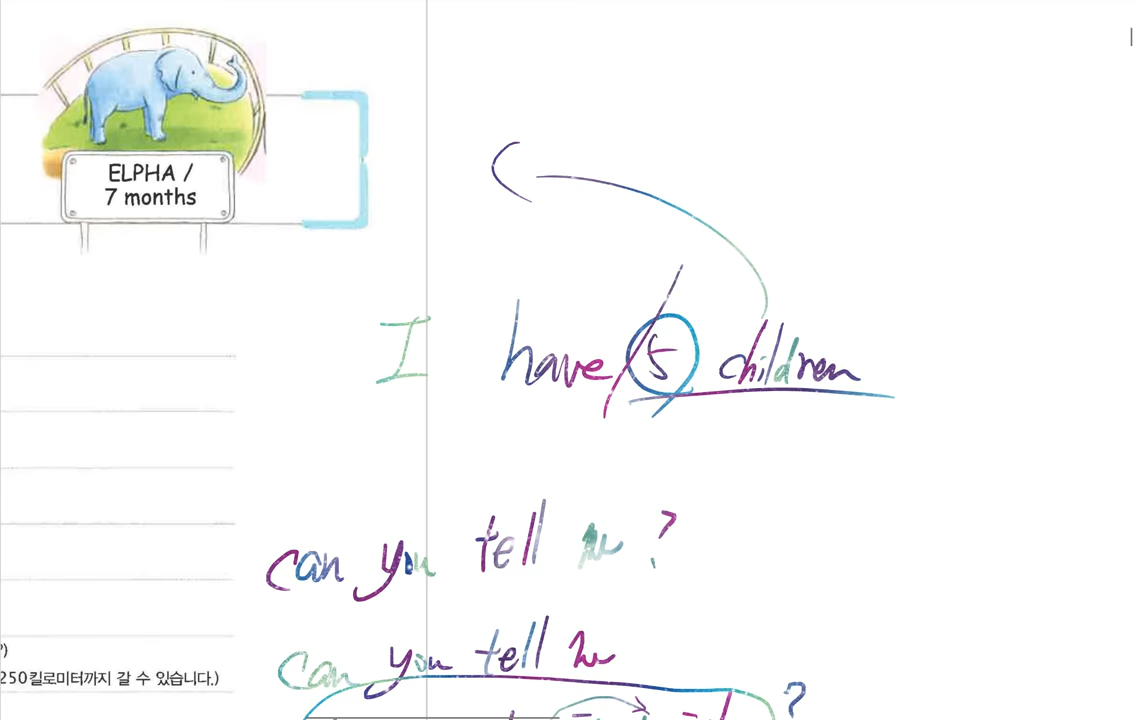 ELPHA /
7 months
I have 5 children
can you tell me ?
can you tell me
?
?)
250킬로미터까지 갈 수 있습니다.)